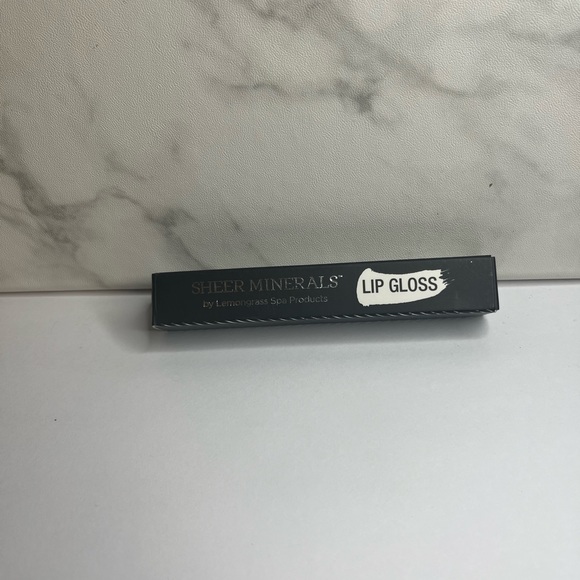 SHEER MINERALS™
by Lemongrass Spa Products
LIP GLOSS